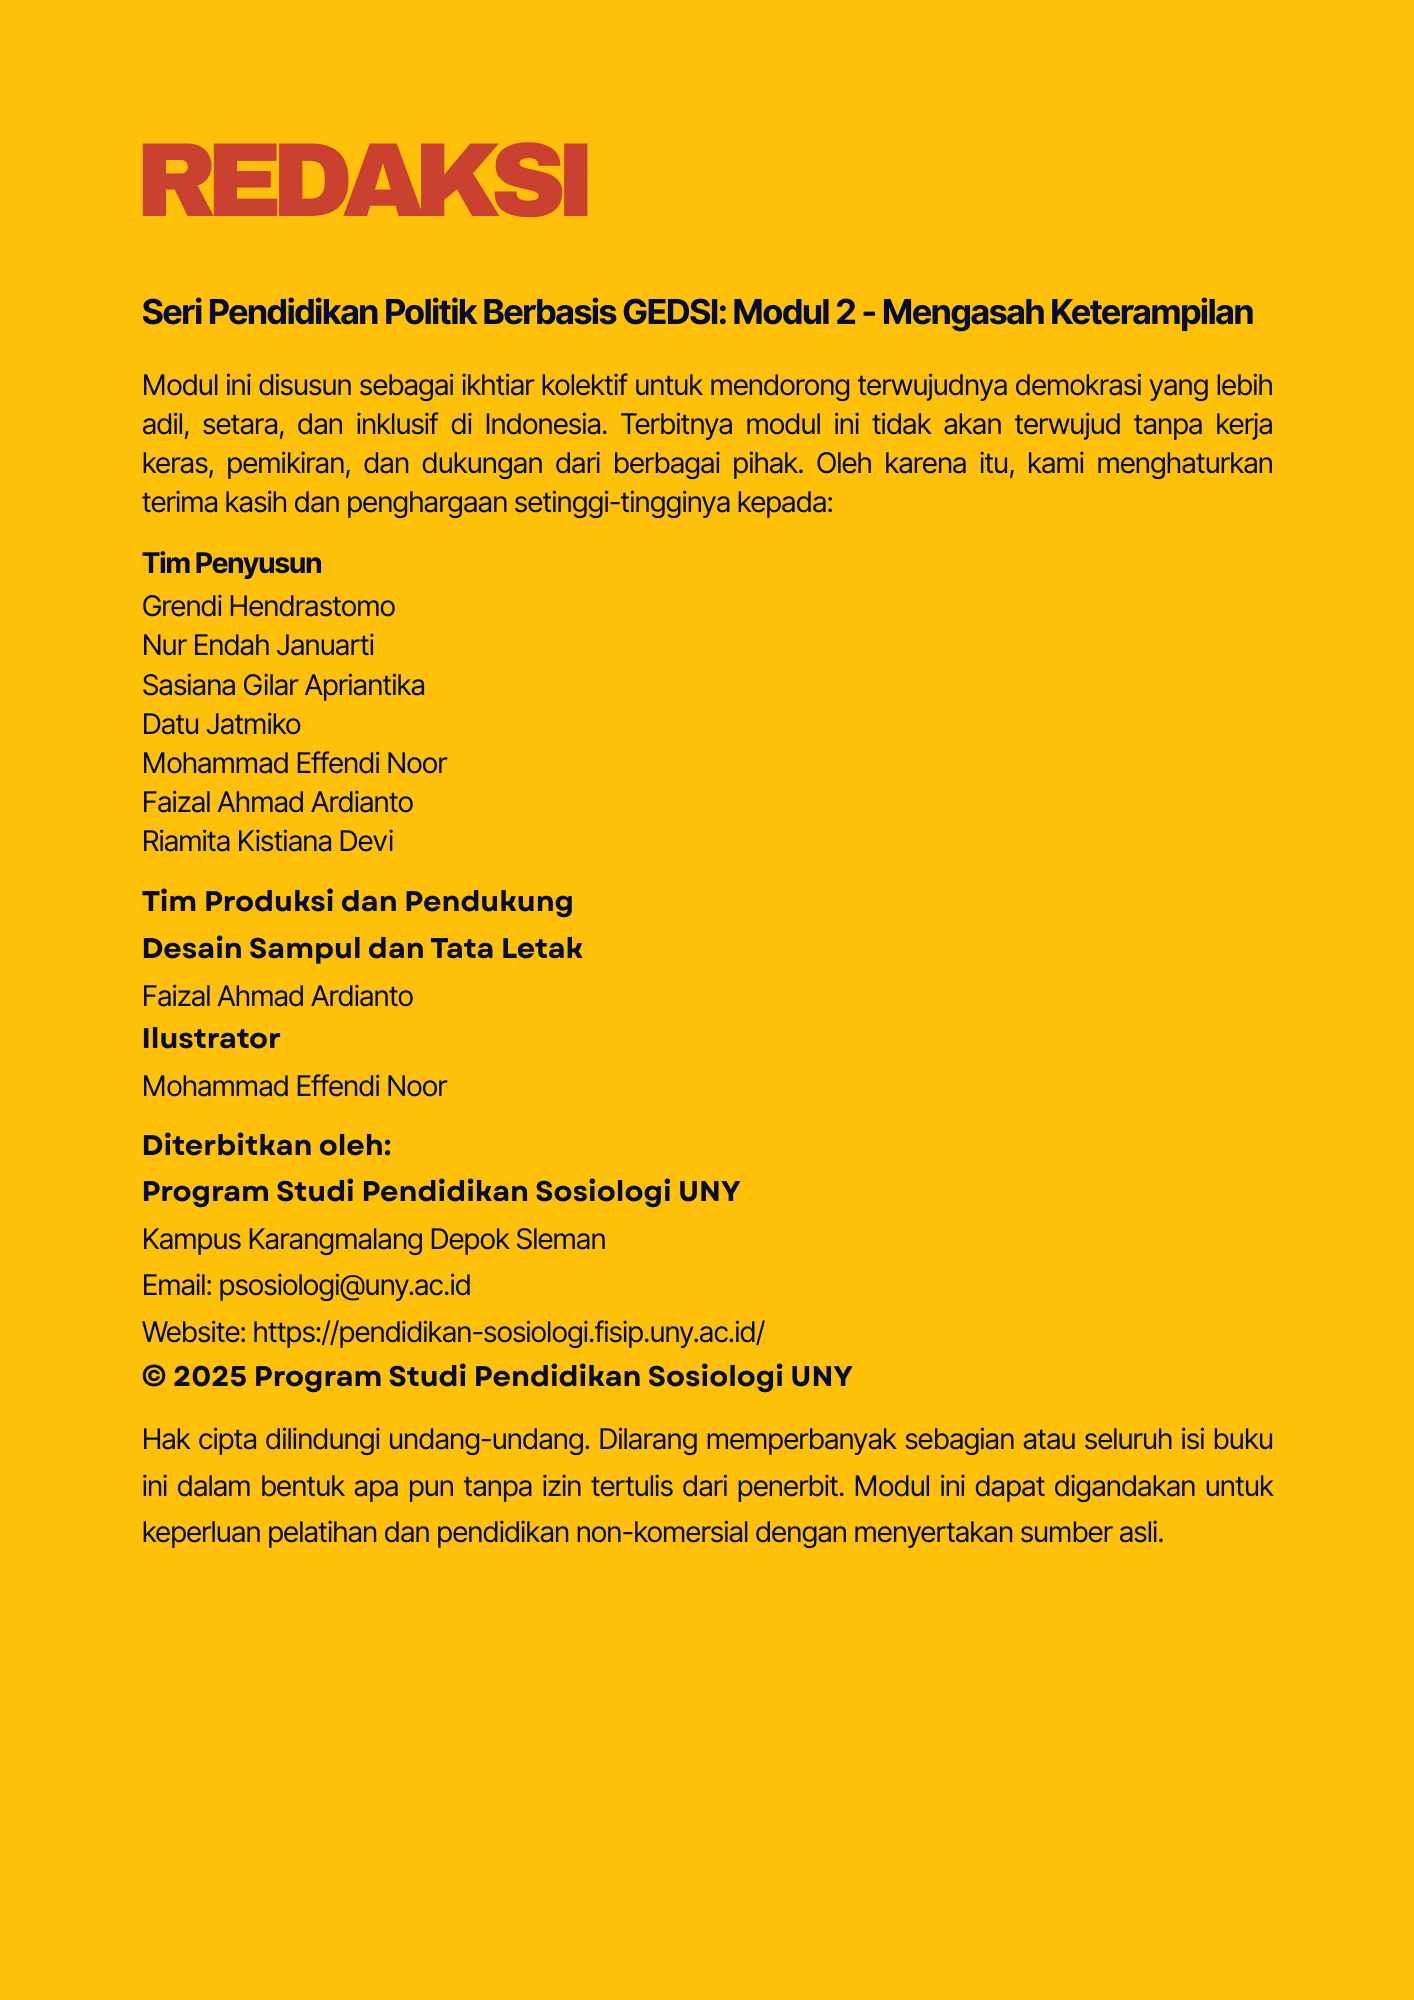 REDAKSI
Seri Pendidikan Politik Berbasis GEDSI: Modul 2 - Mengasah Keterampilan
Modul ini disusun sebagai ikhtiar kolektif untuk mendorong terwujudnya demokrasi yang lebih
adil, setara, dan inklusif di Indonesia. Terbitnya modul ini tidak akan terwujud tanpa kerja
keras, pemikiran, dan dukungan dari berbagai pihak. Oleh karena itu, kami menghaturkan
terima kasih dan penghargaan setinggi-tingginya kepada:
Tim Penyusun
Grendi Hendrastomo
Nur Endah Januarti
Sasiana Gilar Apriantika
Datu Jatmiko
Mohammad Effendi Noor
Faizal Ahmad Ardianto
Riamita Kistiana Devi
Tim Produksi dan Pendukung
Desain Sampul dan Tata Letak
Faizal Ahmad Ardianto
Ilustrator
Mohammad Effendi Noor
Diterbitkan oleh:
Program Studi Pendidikan Sosiologi UNY
Kampus Karangmalang Depok Sleman
Email: psosiologi@uny.ac.id
Website: https://pendidikan-sosiologi.fisip.uny.ac.id/
© 2025 Program Studi Pendidikan Sosiologi UNY
Hak cipta dilindungi undang-undang. Dilarang memperbanyak sebagian atau seluruh isi buku
ini dalam bentuk apa pun tanpa izin tertulis dari penerbit. Modul ini dapat digandakan untuk
keperluan pelatihan dan pendidikan non-komersial dengan menyertakan sumber asli.